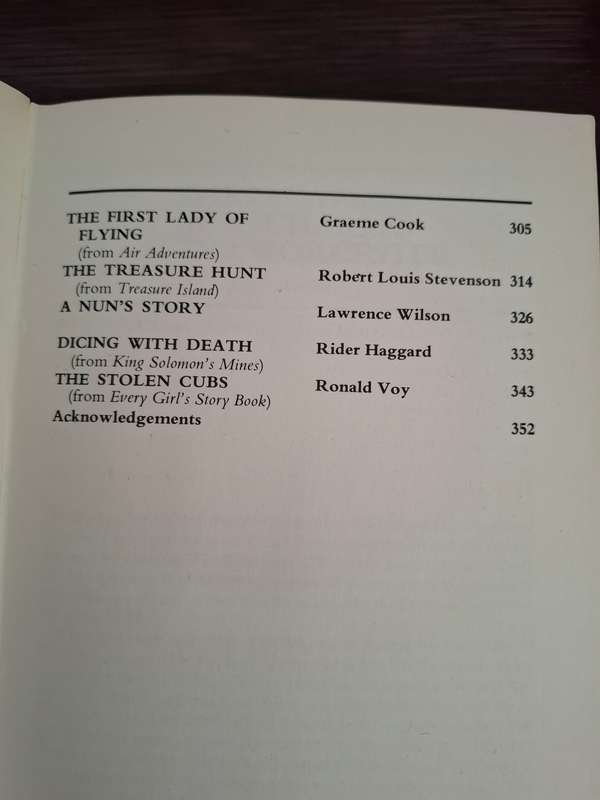 THE FIRST LADY OF FLYING Graeme Cook 305
(from Air Adventures)
THE TREASURE HUNT Robert Louis Stevenson 314
(from Treasure Island)
A NUN'S STORY Lawrence Wilson 326
DICING WITH DEATH Rider Haggard 333
(from King Solomon's Mines)
THE STOLEN CUBS Ronald Voy 343
(from Every Girl's Story Book)
Acknowledgements 352